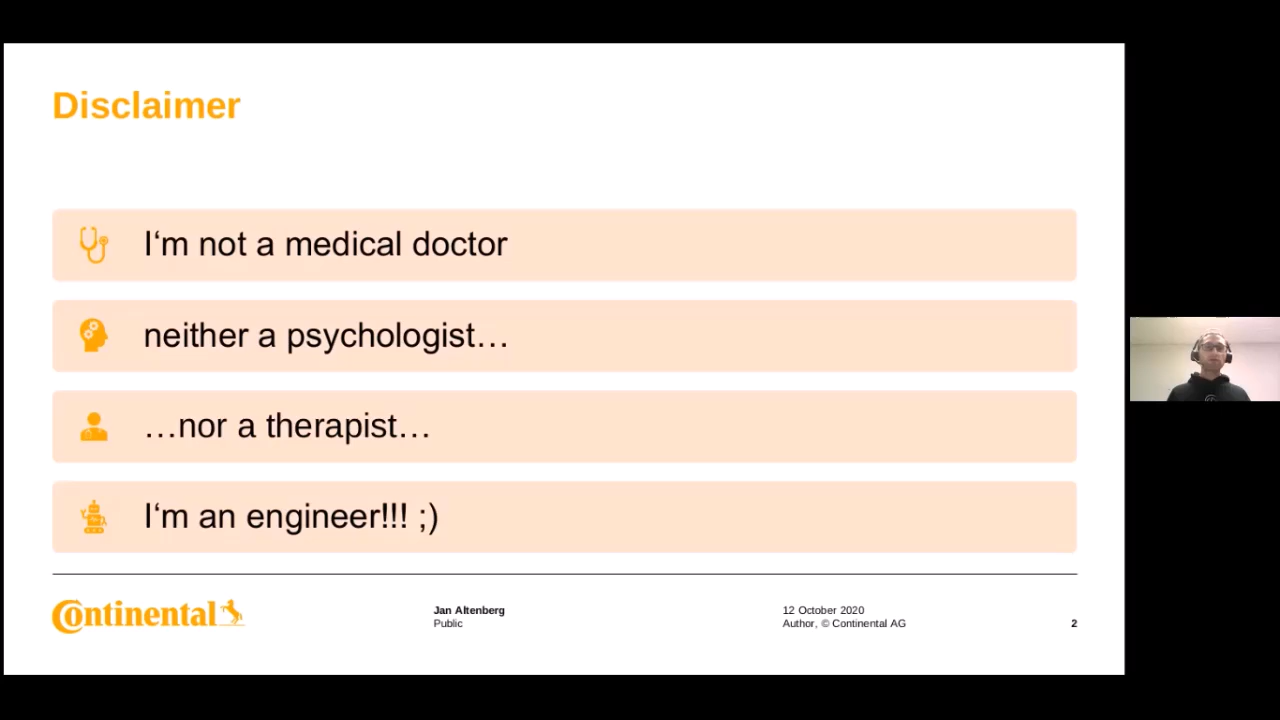 Disclaimer
I‘m not a medical doctor
neither a psychologist…
…nor a therapist…
I‘m an engineer!!! ;)
Continental
Jan Altenberg
Public
12 October 2020
Author, © Continental AG
2